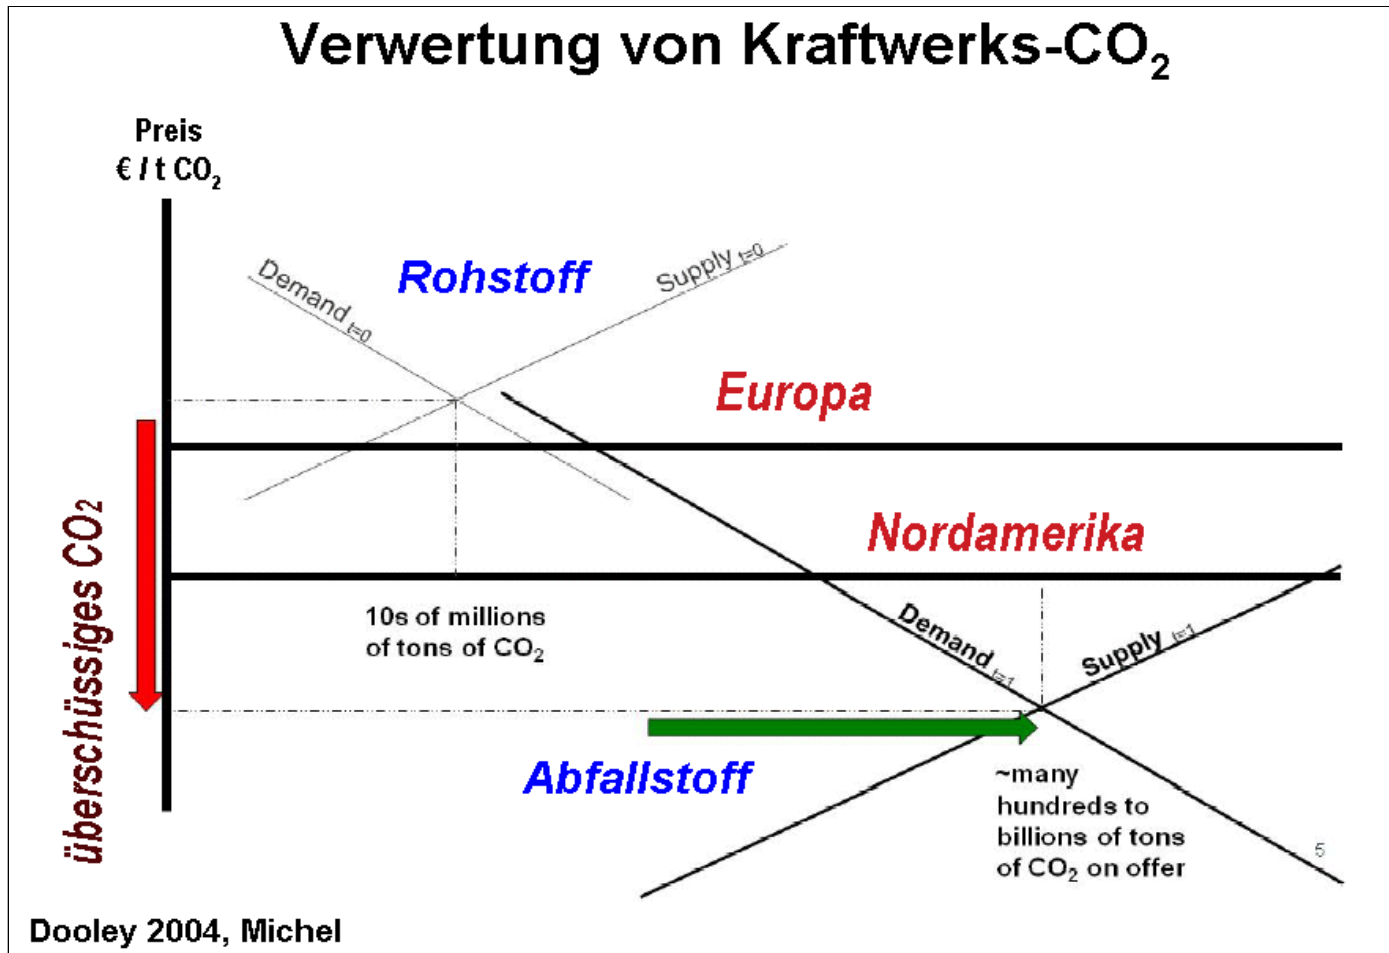 Verwertung von Kraftwerks-CO₂
Preis
€ / t CO₂
Demand t=0
Rohstoff
Supply t=0
Europa
Nordamerika
überschüssiges CO₂
10s of millions
of tons of CO₂
Demand t=1
Supply t=1
Abfallstoff
~many
hundreds to
billions of tons
of CO₂ on offer
5
Dooley 2004, Michel